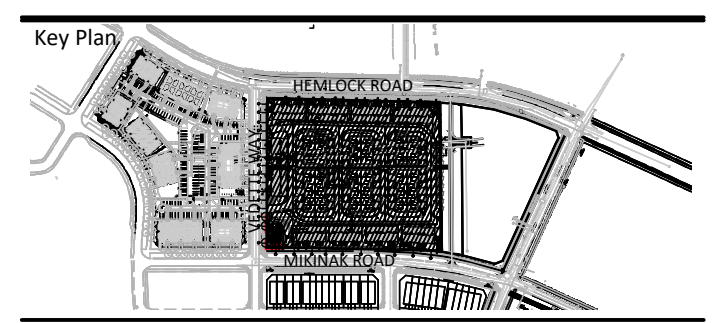 Key Plan
HEMLOCK ROAD
VEDETTE WAY
MIKINAK ROAD